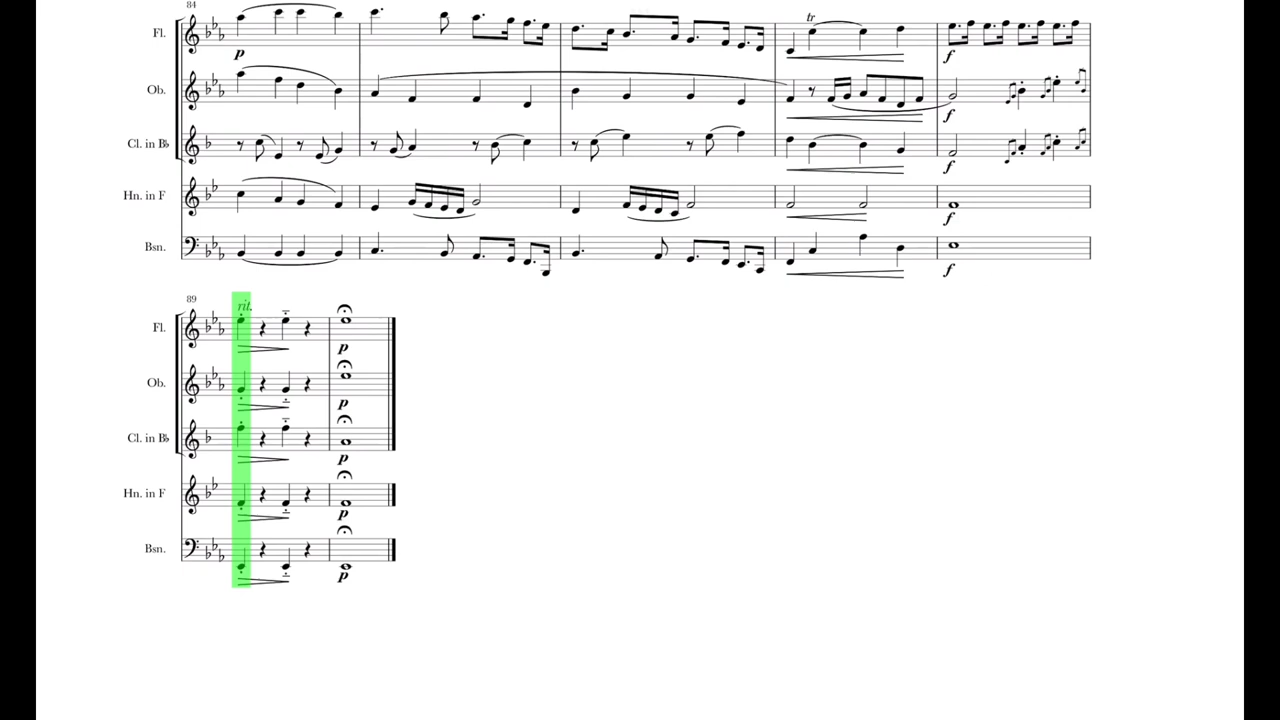 84
Fl.
p
tr
f
Ob.
f
Cl. in B♭
f
Hn. in F
f
Bsn.
f
89
rit.
Fl.
p
Ob.
p
Cl. in B♭
p
Hn. in F
p
Bsn.
p